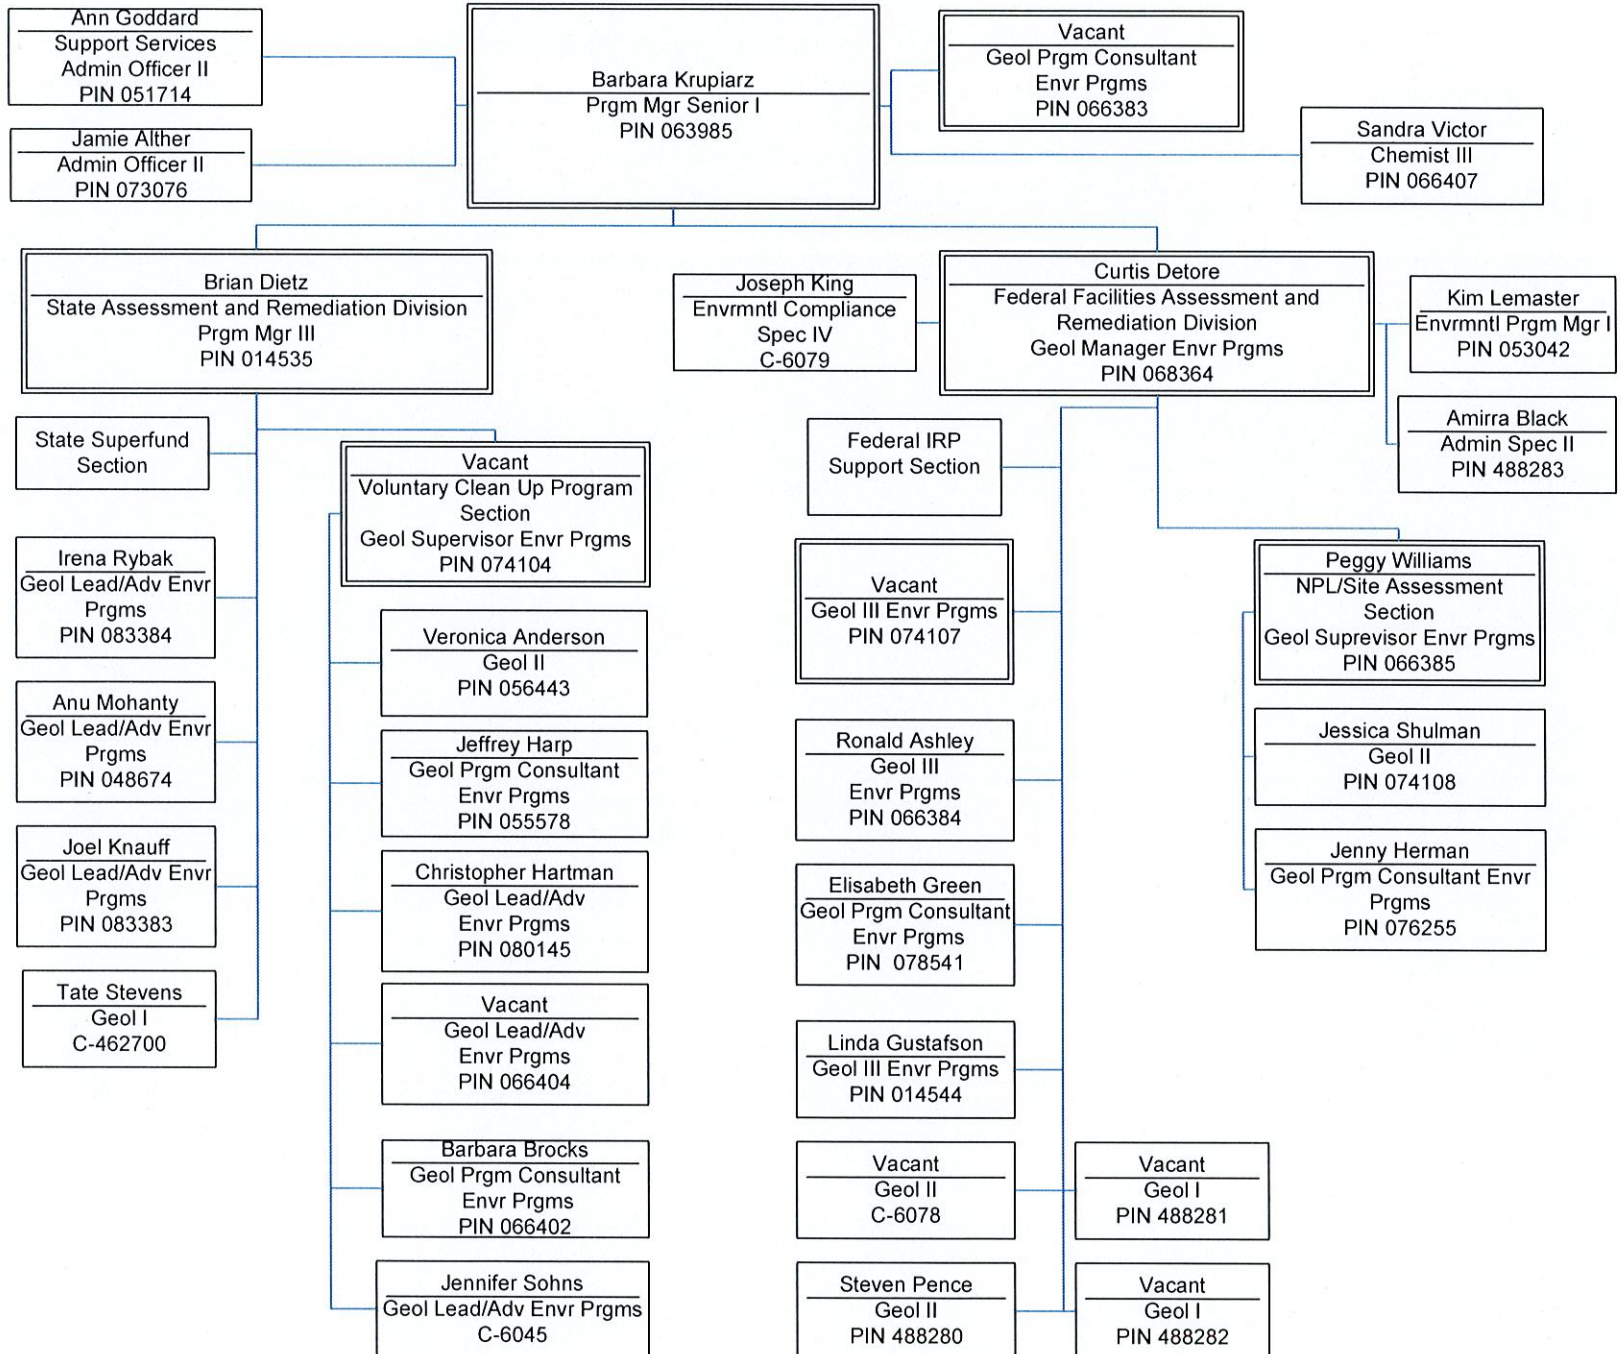 Ann Goddard
Support Services
Admin Officer II
PIN 051714
Jamie Alther
Admin Officer II
PIN 073076
Barbara Krupiarz
Prgm Mgr Senior I
PIN 063985
Vacant
Geol Prgm Consultant
Envr Prgms
PIN 066383
Sandra Victor
Chemist III
PIN 066407
Brian Dietz
State Assessment and Remediation Division
Prgm Mgr III
PIN 014535
Joseph King
Envrmntl Compliance
Spec IV
C-6079
Curtis Detore
Federal Facilities Assessment and
Remediation Division
Geol Manager Envr Prgms
PIN 068364
Kim Lemaster
Envrmntl Prgm Mgr I
PIN 053042
Amirra Black
Admin Spec II
PIN 488283
State Superfund
Section
Irena Rybak
Geol Lead/Adv Envr
Prgms
PIN 083384
Anu Mohanty
Geol Lead/Adv Envr
Prgms
PIN 048674
Joel Knauff
Geol Lead/Adv Envr
Prgms
PIN 083383
Tate Stevens
Geol I
C-462700
Vacant
Voluntary Clean Up Program
Section
Geol Supervisor Envr Prgms
PIN 074104
Veronica Anderson
Geol II
PIN 056443
Jeffrey Harp
Geol Prgm Consultant
Envr Prgms
PIN 055578
Christopher Hartman
Geol Lead/Adv
Envr Prgms
PIN 080145
Vacant
Geol Lead/Adv
Envr Prgms
PIN 066404
Barbara Brocks
Geol Prgm Consultant
Envr Prgms
PIN 066402
Jennifer Sohns
Geol Lead/Adv Envr Prgms
C-6045
Federal IRP
Support Section
Vacant
Geol III Envr Prgms
PIN 074107
Ronald Ashley
Geol III
Envr Prgms
PIN 066384
Elisabeth Green
Geol Prgm Consultant
Envr Prgms
PIN 078541
Linda Gustafson
Geol III Envr Prgms
PIN 014544
Vacant
Geol II
C-6078
Vacant
Geol I
PIN 488281
Steven Pence
Geol II
PIN 488280
Vacant
Geol I
PIN 488282
Peggy Williams
NPL/Site Assessment
Section
Geol Suprevisor Envr Prgms
PIN 066385
Jessica Shulman
Geol II
PIN 074108
Jenny Herman
Geol Prgm Consultant Envr
Prgms
PIN 076255